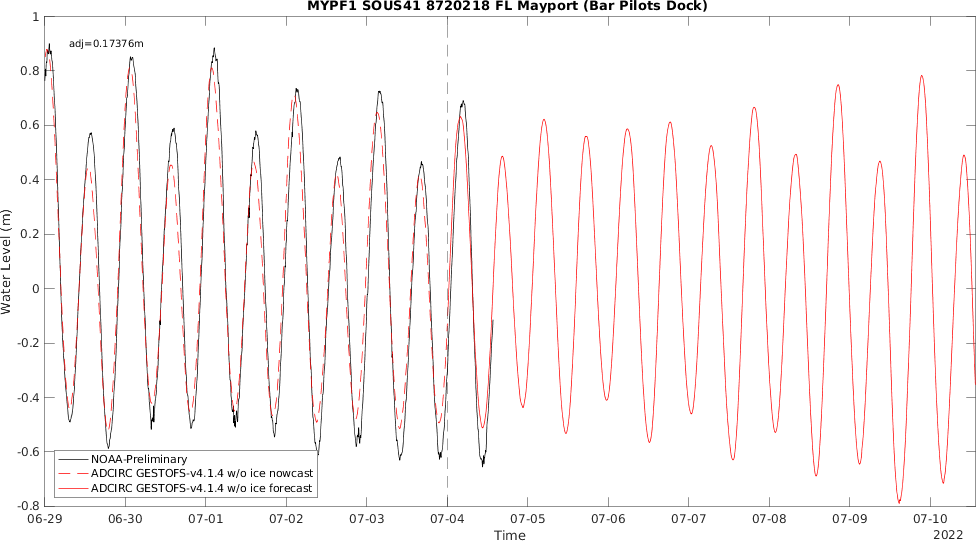 MYPF1 SOUS41 8720218 FL Mayport (Bar Pilots Dock)
adj=0.17376m
1
0.8
0.6
0.4
0.2
0
-0.2
-0.4
-0.6
-0.8
Water Level (m)
NOAA-Preliminary
ADCIRC GESTOFS-v4.1.4 w/o ice nowcast
ADCIRC GESTOFS-v4.1.4 w/o ice forecast
06-29 06-30 07-01 07-02 07-03 07-04 07-05 07-06 07-07 07-08 07-09 07-10
Time
2022